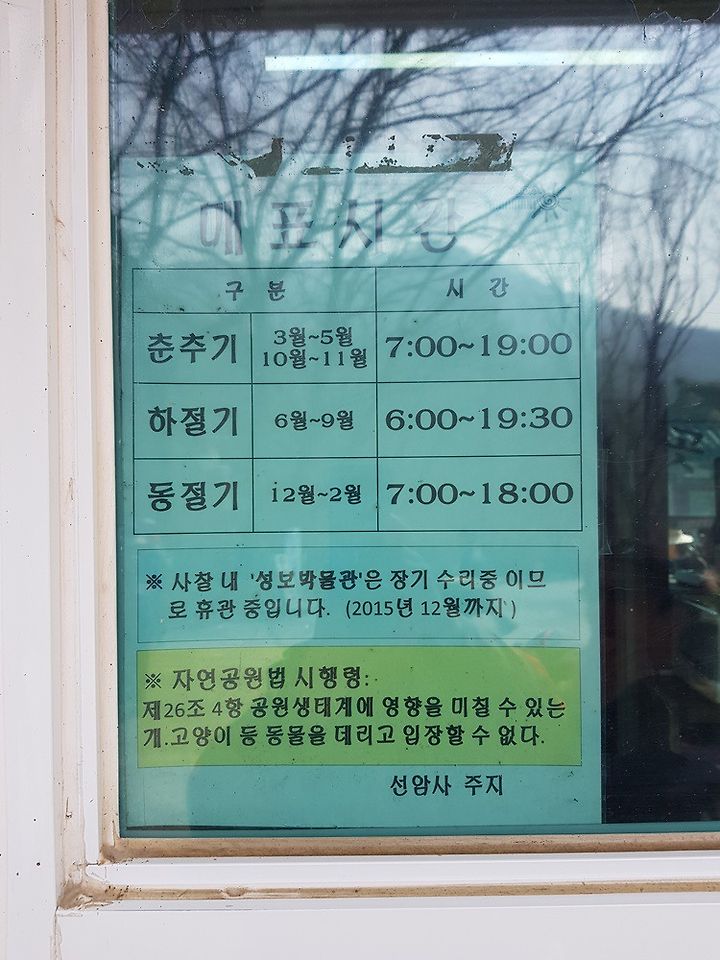 매표시간
구 분 시 간
춘추기 3월~5월 7:00~19:00
10월~11월
하절기 6월~9월 6:00~19:30
동절기 12월~2월 7:00~18:00
※ 사찰 내 '성보박물관'은 장기 수리중 이므
로 휴관 중입니다. (2015년 12월까지)
※ 자연공원법 시행령:
제26조 4항 공원생태계에 영향을 미칠 수 있는
개.고양이 등 동물을 데리고 입장할 수 없다.
선암사 주지